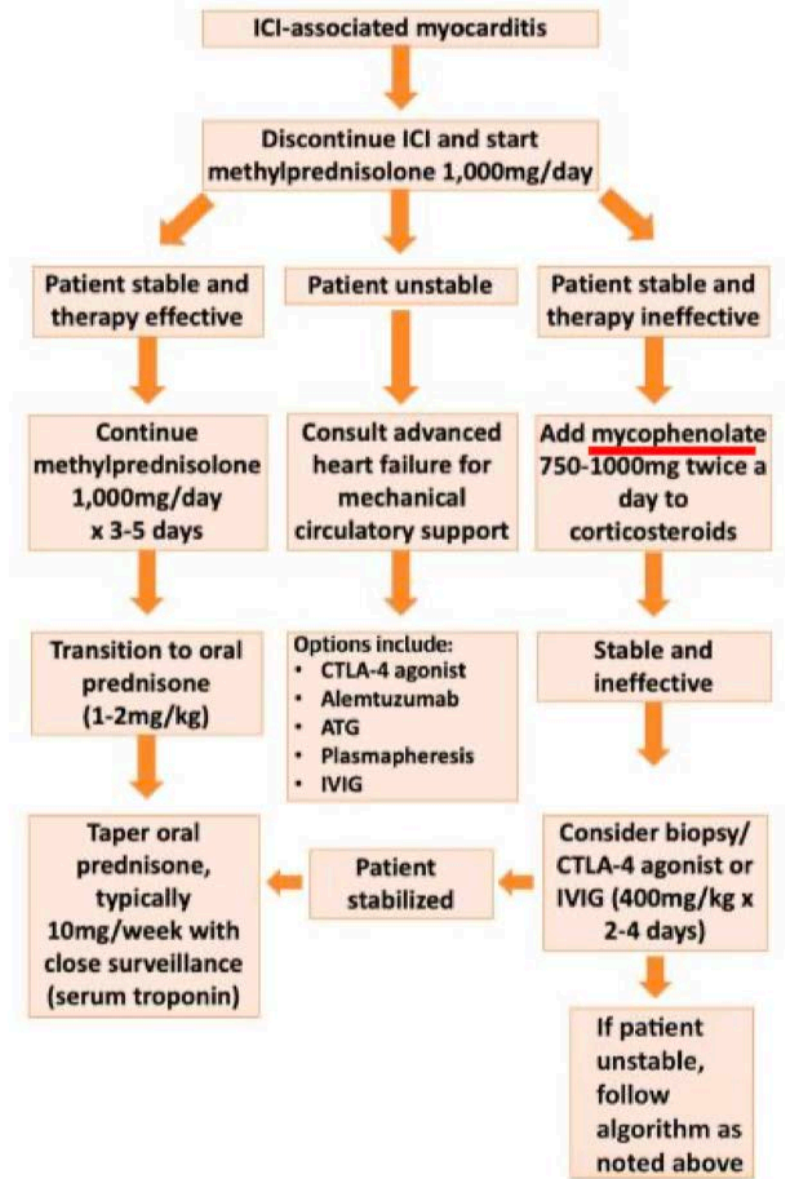 ICI-associated myocarditis
Discontinue ICI and start
methylprednisolone 1,000mg/day
Patient stable and
therapy effective
Patient unstable
Patient stable and
therapy ineffective
Continue
methylprednisolone
1,000mg/day
x 3-5 days
Consult advanced
heart failure for
mechanical
circulatory support
Add mycophenolate
750-1000mg twice a
day to
corticosteroids
Transition to oral
prednisone
(1-2mg/kg)
Options include:
• CTLA-4 agonist
• Alemtuzumab
• ATG
• Plasmapheresis
• IVIG
Stable and
ineffective
Taper oral
prednisone,
typically
10mg/week with
close surveillance
(serum troponin)
Patient
stabilized
Consider biopsy/
CTLA-4 agonist or
IVIG (400mg/kg x
2-4 days)
If patient
unstable,
follow
algorithm as
noted above